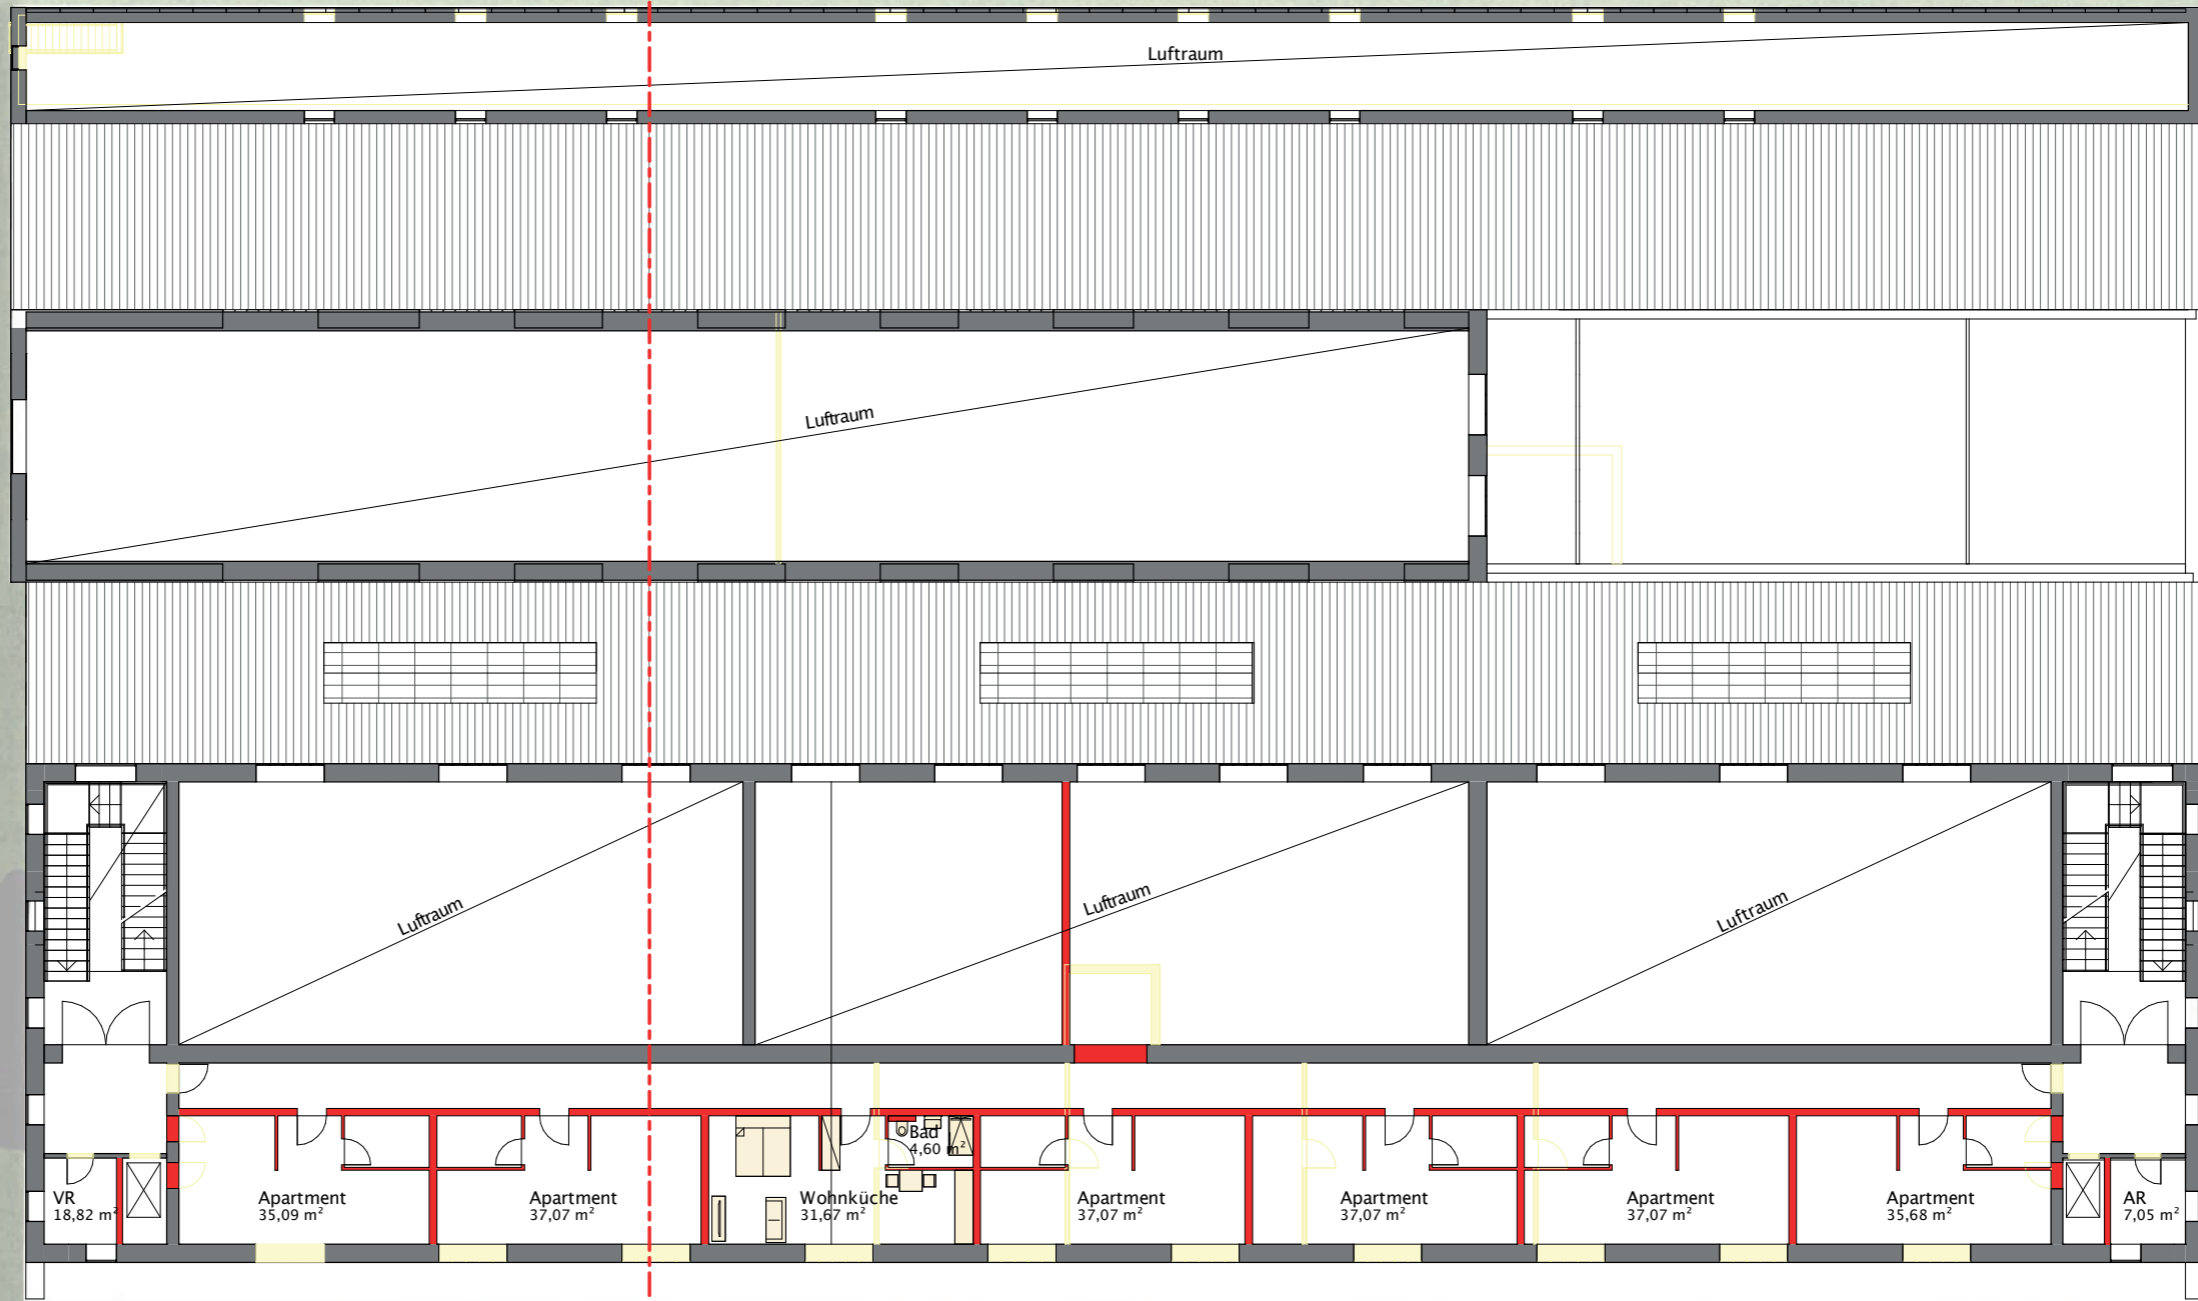 Luftraum
Luftraum
Luftraum
Luftraum
Luftraum
VR
18,82 m²
Apartment
35,09 m²
Apartment
37,07 m²
Wohnküche
31,67 m²
Bad
4,60 m²
Apartment
37,07 m²
Apartment
37,07 m²
Apartment
37,07 m²
Apartment
35,68 m²
AR
7,05 m²